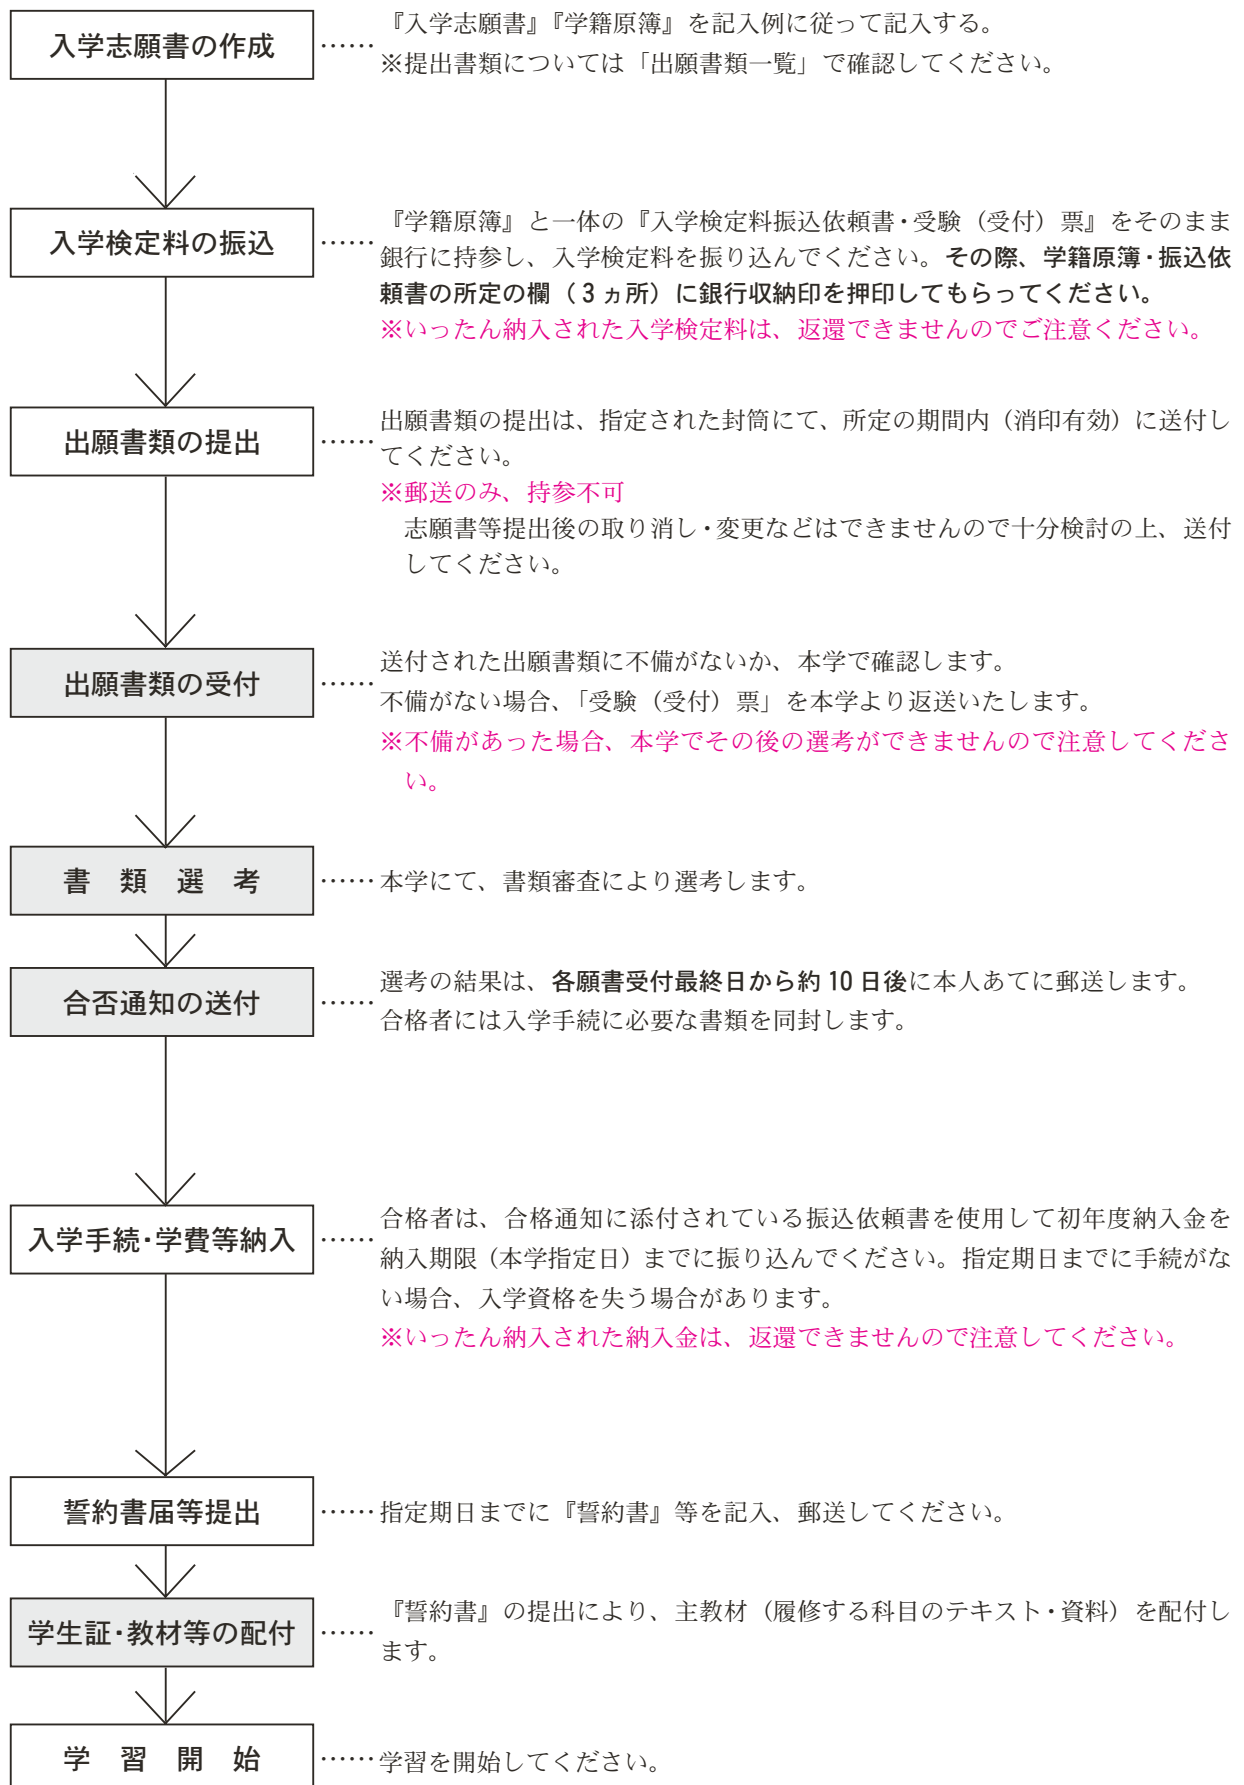 入学志願書の作成
……
『入学志願書』『学籍原簿』を記入例に従って記入する。
※提出書類については「出願書類一覧」で確認してください。
入学検定料の振込
……
『学籍原簿』と一体の『入学検定料振込依頼書・受験（受付）票』をそのまま
銀行に持参し、入学検定料を振り込んでください。その際、学籍原簿・振込依
頼書の所定の欄（3ヵ所）に銀行収納印を押印してもらってください。
※いったん納入された入学検定料は、返還できませんのでご注意ください。
出願書類の提出
……
出願書類の提出は、指定された封筒にて、所定の期間内（消印有効）に送付し
てください。
※郵送のみ、持参不可
志願書等提出後の取り消し・変更などはできませんので十分検討の上、送付
してください。
出願書類の受付
……
送付された出願書類に不備がないか、本学で確認します。
不備がない場合、「受験（受付）票」を本学より返送いたします。
※不備があった場合、本学でその後の選考ができませんので注意してくださ
い。
書　類　選　考
……本学にて、書類審査により選考します。
合否通知の送付
……
選考の結果は、各願書受付最終日から約10日後に本人あてに郵送します。
合格者には入学手続に必要な書類を同封します。
入学手続・学費等納入
……
合格者は、合格通知に添付されている振込依頼書を使用して初年度納入金を
納入期限（本学指定日）までに振り込んでください。指定期日までに手続がな
い場合、入学資格を失う場合があります。
※いったん納入された納入金は、返還できませんので注意してください。
誓約書届等提出
……指定期日までに『誓約書』等を記入、郵送してください。
学生証・教材等の配付
……
『誓約書』の提出により、主教材（履修する科目のテキスト・資料）を配付し
ます。
学　習　開　始
……学習を開始してください。